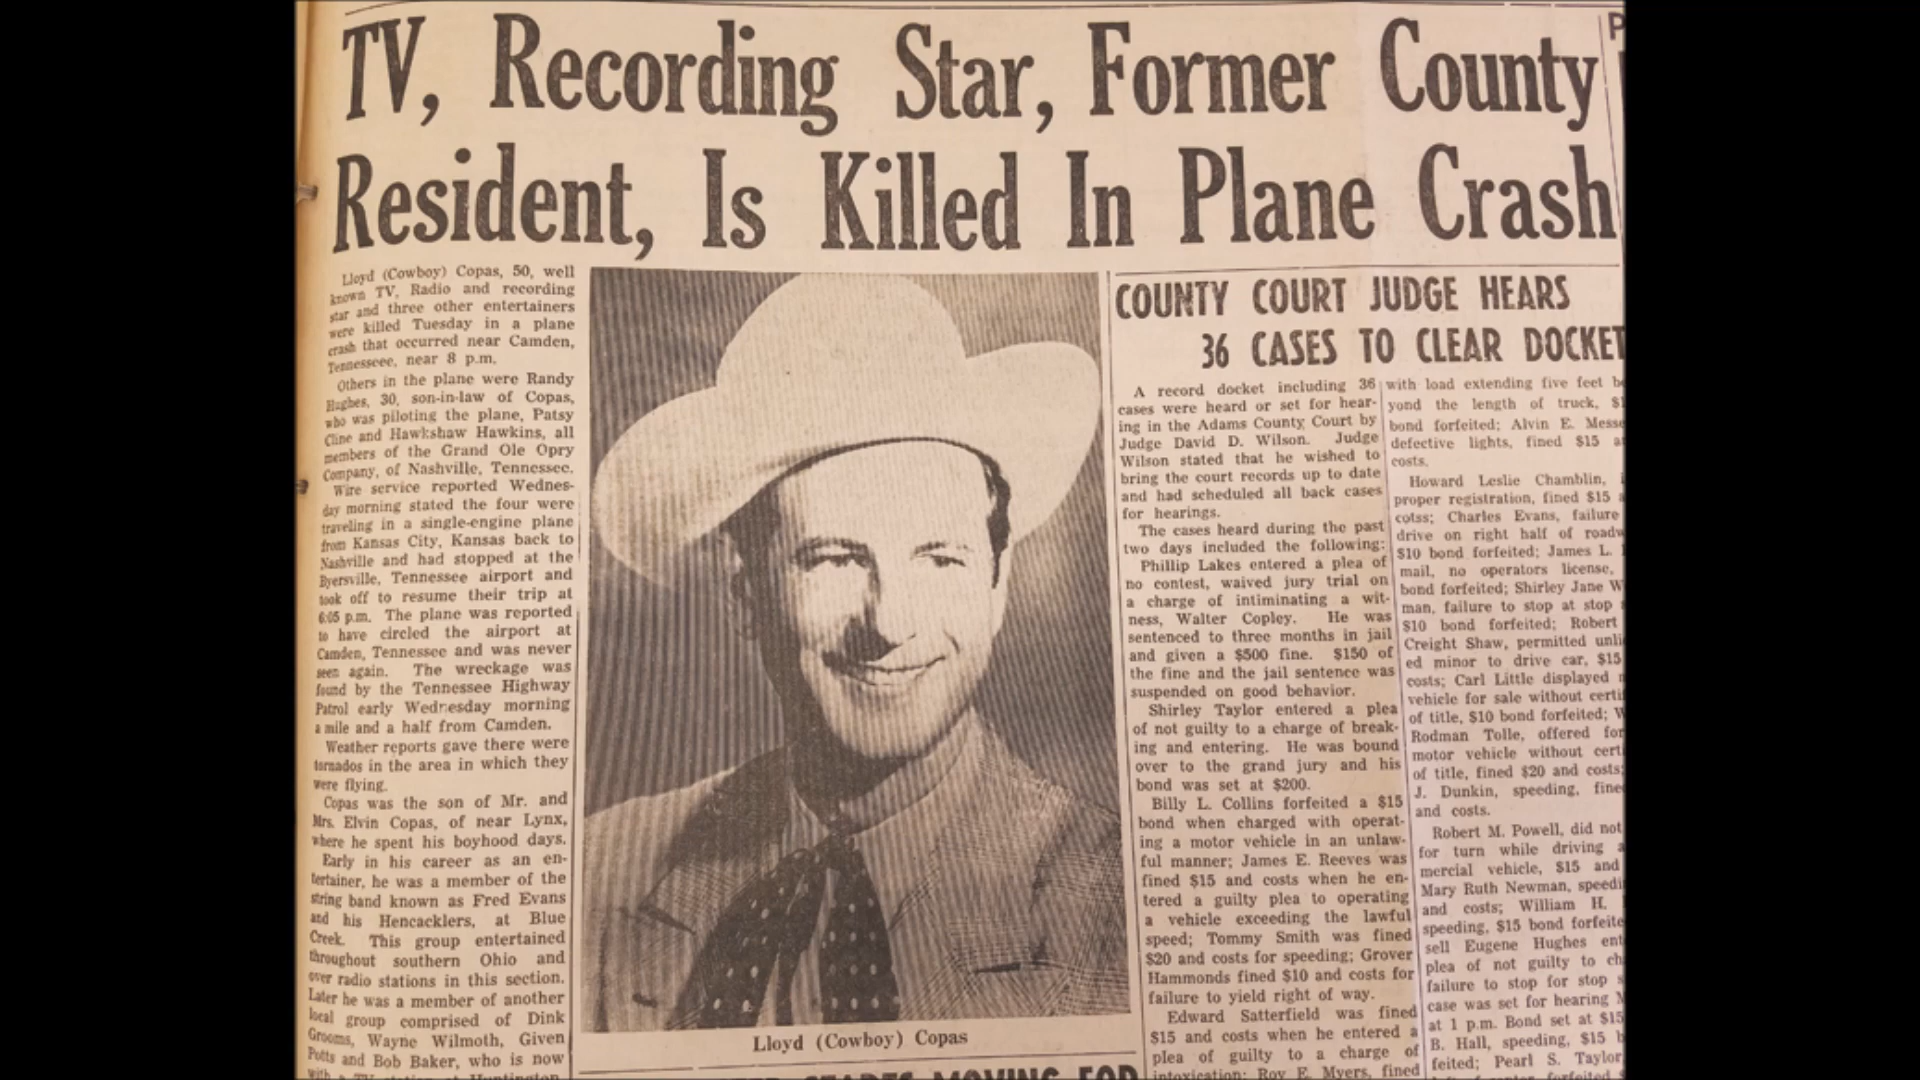 TV, Recording Star, Former County
Resident, Is Killed In Plane Crash
Lloyd (Cowboy) Copas, 50, well
known TV, Radio and recording
star and three other entertainers
were killed Tuesday in a plane
crash that occurred near Camden,
Tennesseee, near 8 p.m.
Others in the plane were Randy
Hughes, 30, son-in-law of Copas,
who was piloting the plane, Patsy
Cline and Hawkshaw Hawkins, all
members of the Grand Ole Opry
Company, of Nashville, Tennessee.
Wire service reported Wednes-
day morning stated the four were
traveling in a single-engine plane
from Kansas City, Kansas back to
Nashville and had stopped at the
Byersville, Tennessee airport and
took off to resume their trip at
6:05 p.m. The plane was reported
to have circled the airport at
Camden, Tennessee and was never
seen again. The wreckage was
found by the Tennessee Highway
Patrol early Wednesday morning
a mile and a half from Camden.
Weather reports gave there were
tornados in the area in which they
were flying.
Copas was the son of Mr. and
Mrs. Elvin Copas, of near Lynx,
where he spent his boyhood days.
Early in his career as an en-
tertainer, he was a member of the
string band known as Fred Evans
and his Hencacklers, at Blue
Creek. This group entertained
throughout southern Ohio and
over radio stations in this section.
Later he was a member of another
local group comprised of Dink
Grooms, Wayne Wilmoth, Given
Potts and Bob Baker, who is now
with a TV station at Huntington
Lloyd (Cowboy) Copas
MOVING FOR
COUNTY COURT JUDGE HEARS
36 CASES TO CLEAR DOCKET
A record docket including 36
cases were heard or set for hear-
ing in the Adams County Court by
Judge David D. Wilson. Judge
Wilson stated that he wished to
bring the court records up to date
and had scheduled all back cases
for hearings.
The cases heard during the past
two days included the following:
Phillip Lakes entered a plea of
no contest, waived jury trial on
a charge of intiminating a wit-
ness, Walter Copley. He was
sentenced to three months in jail
and given a $500 fine. $150 of
the fine and the jail sentence was
suspended on good behavior.
Shirley Taylor entered a plea
of not guilty to a charge of break-
ing and entering. He was bound
over to the grand jury and his
bond was set at $200.
Billy L. Collins forfeited a $15
bond when charged with operat-
ing a motor vehicle in an unlaw-
ful manner; James E. Reeves was
fined $15 and costs when he en-
tered a guilty plea to operating
a vehicle exceeding the lawful
speed; Tommy Smith was fined
$20 and costs for speeding; Grover
Hammonds fined $10 and costs for
failure to yield right of way.
Edward Satterfield was fined
$15 and costs when he entered a
plea of guilty to a charge of
intoxication; Roy E. Myers, fined
with load extending five feet be
yond the length of truck, $1
bond forfeited; Alvin E. Messe
defective lights, fined $15 a
costs.
Howard Leslie Chamblin,
proper registration, fined $15 a
cotss; Charles Evans, failure
drive on right half of roadw
$10 bond forfeited; James L.
mail, no operators license,
bond forfeited; Shirley Jane W
man, failure to stop at stop
$10 bond forfeited; Robert
Creight Shaw, permitted unli
ed minor to drive car, $15
costs; Carl Little displayed
vehicle for sale without certi
of title, $10 bond forfeited; W
Rodman Tolle, offered for
motor vehicle without certi
of title, fined $20 and costs;
J. Dunkin, speeding, fine
and costs.
Robert M. Powell, did not
for turn while driving a
mercial vehicle, $15 and
Mary Ruth Newman, speedi
and costs; William H.
speeding, $15 bond forfeite
sell Eugene Hughes ent
plea of not guilty to ch
failure to stop for stop s
case was set for hearing M
at 1 p.m. Bond set at $15
B. Hall, speeding, $15 b
feited; Pearl S. Taylor